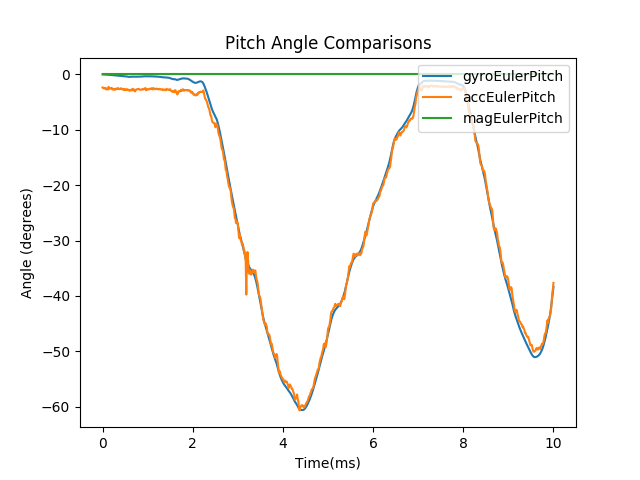 Pitch Angle Comparisons
gyroEulerPitch
accEulerPitch
magEulerPitch
Angle (degrees)
0
−10
−20
−30
−40
−50
−60
0 2 4 6 8 10
Time(ms)